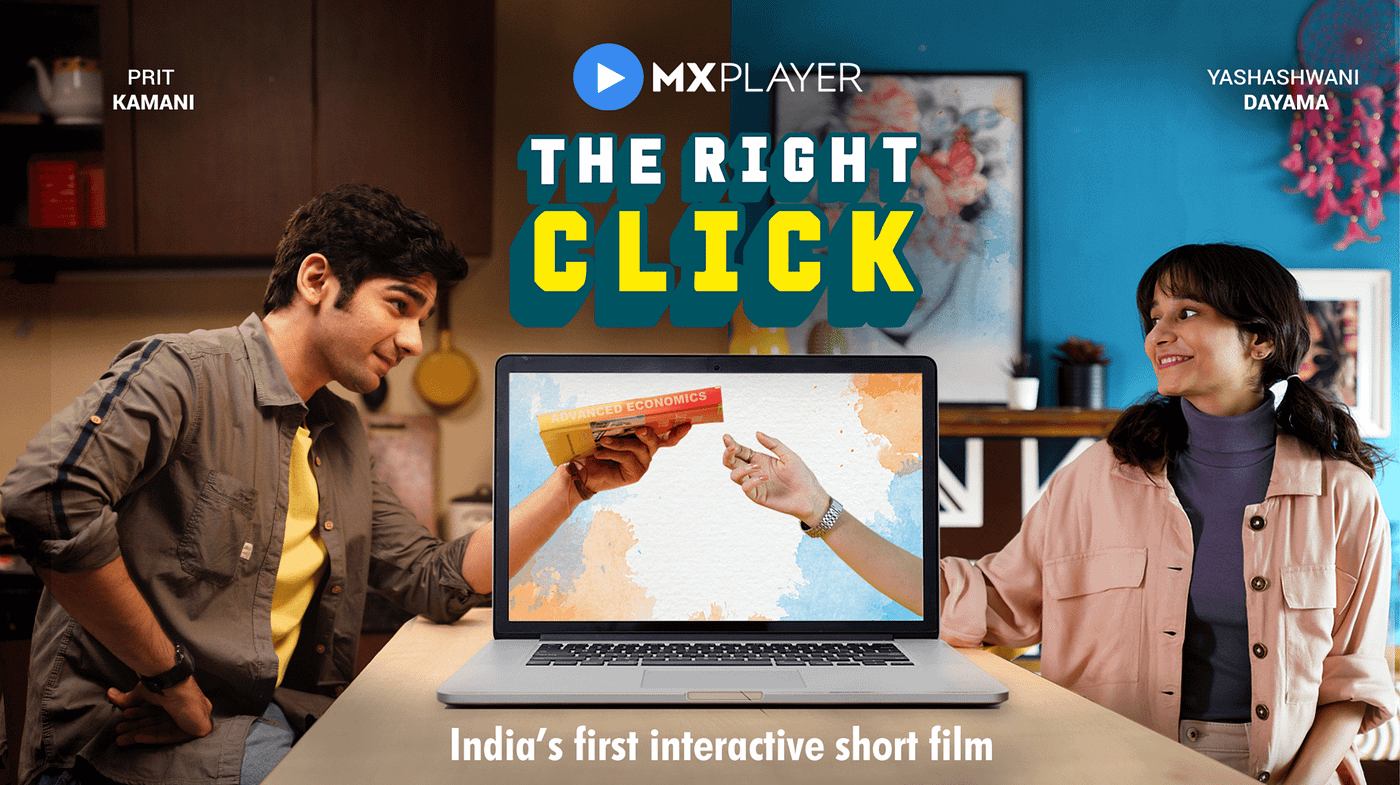 PRIT
KAMANI
MXPLAYER
YASHASHWANI
DAYAMA
THE RIGHT
CLICK
ADVANCED ECONOMICS
India's first interactive short film